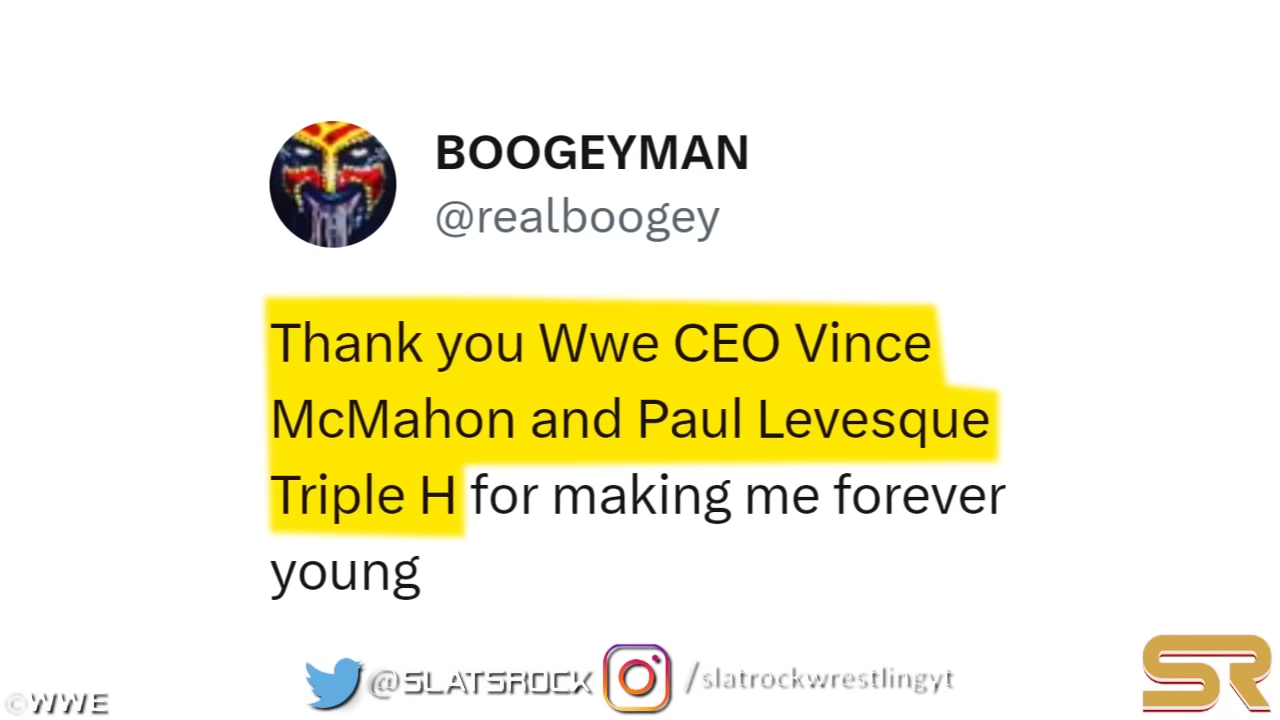 BOOGEYMAN
@realboogey
Thank you Wwe CEO Vince
McMahon and Paul Levesque
Triple H for making me forever
young
@SLATSROCK /slatrockwrestlingyt
SR
©WWE